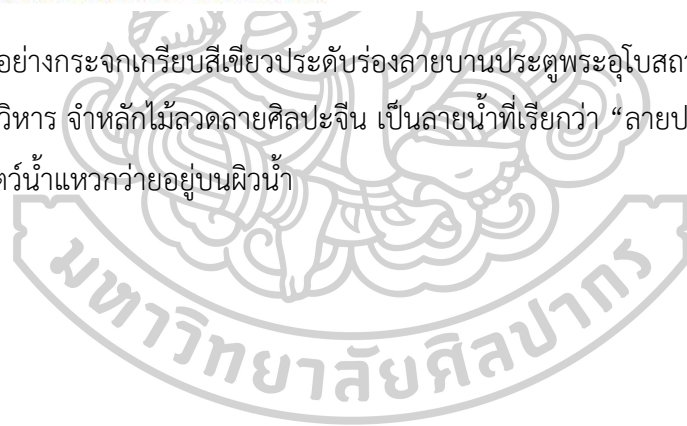 อย่างกระจกเกรียบสีเขียวประดับร่องลายบานประตูพระอุโบสถ
วิหาร จำหลักไม้ลวดลายศิลปะจีน เป็นลายน้ำที่เรียกว่า “ลายป
ตว์น้ำแหวกว่ายอยู่บนผิวน้ำ
มหาวิทยาลัยศิลปากร